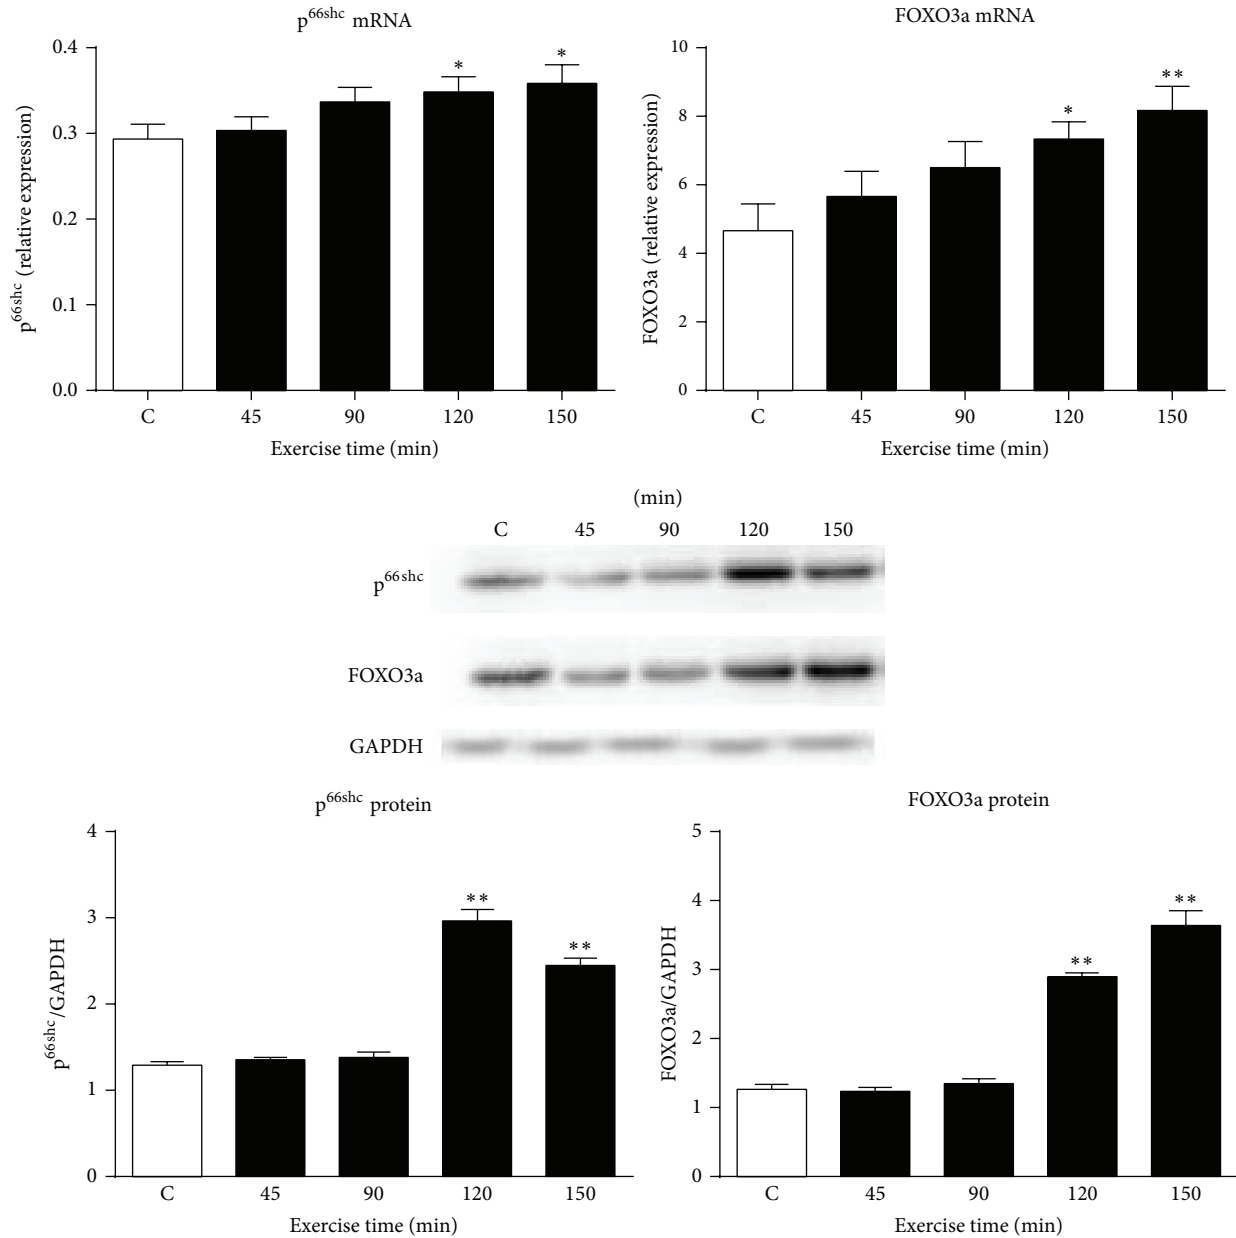 p66shc mRNA
p66shc (relative expression)
0.4
0.3
0.2
0.1
0.0
*
*
C 45 90 120 150
Exercise time (min)
FOXO3a mRNA
FOXO3a (relative expression)
10
8
6
4
2
0
*
**
C 45 90 120 150
Exercise time (min)
(min)
C 45 90 120 150
p66shc
FOXO3a
GAPDH
p66shc protein
p66shc/GAPDH
4
3
2
1
0
**
**
C 45 90 120 150
Exercise time (min)
FOXO3a protein
FOXO3a/GAPDH
5
4
3
2
1
0
**
**
C 45 90 120 150
Exercise time (min)